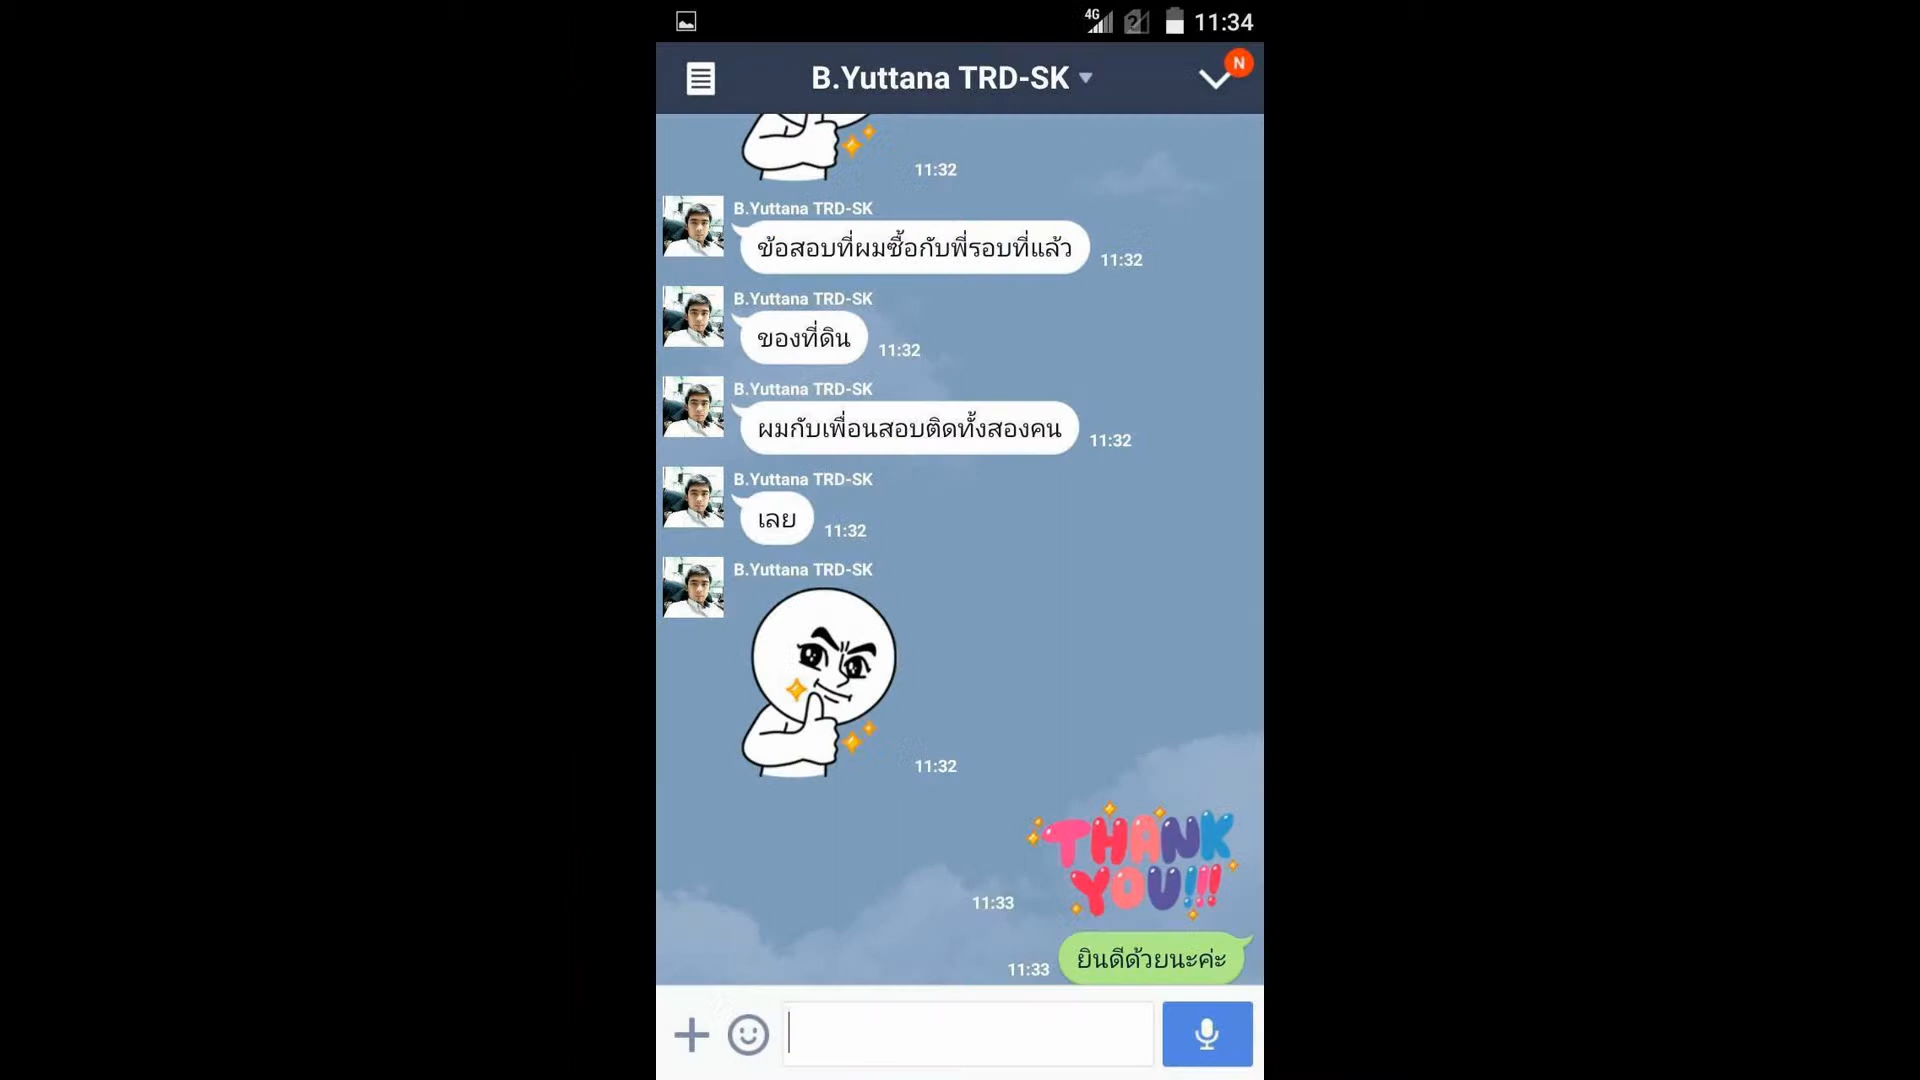 4G
11:34
B.Yuttana TRD-SK
N
11:32
B.Yuttana TRD-SK
ข้อสอบที่ผมซื้อกับพี่รอบที่แล้ว
11:32
B.Yuttana TRD-SK
ของที่ดิน
11:32
B.Yuttana TRD-SK
ผมกับเพื่อนสอบติดทั้งสองคน
11:32
B.Yuttana TRD-SK
เลย
11:32
B.Yuttana TRD-SK
11:32
THANK
YOU!!!
11:33
ยินดีด้วยนะค่ะ
11:33